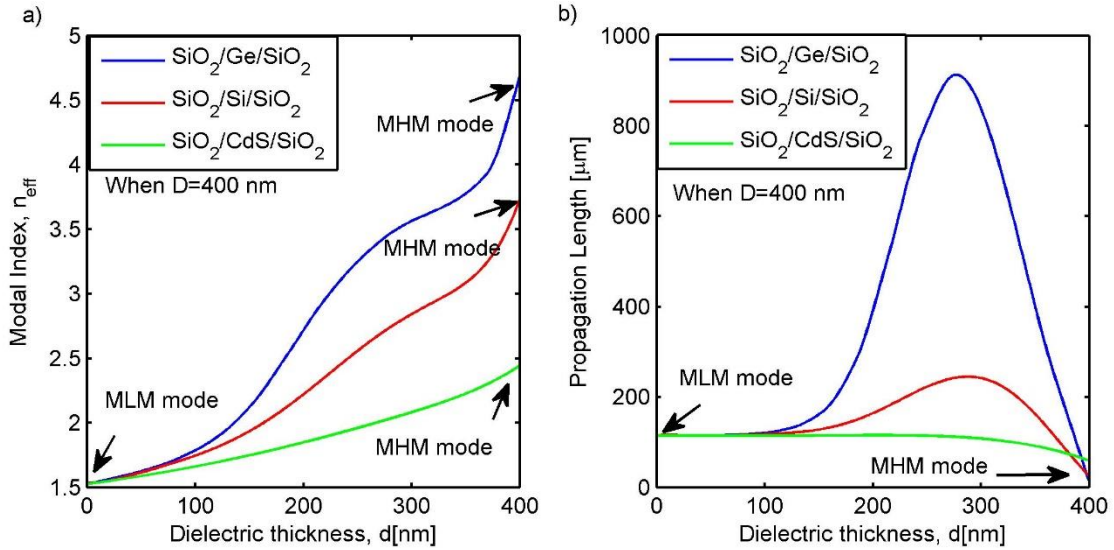 a)
5
4.5
4
3.5
3
2.5
2
1.5
Modal Index, n_eff
SiO2/Ge/SiO2
SiO2/Si/SiO2
SiO2/CdS/SiO2
When D=400 nm
MHM mode
MHM mode
MLM mode
MHM mode
0 100 200 300 400
Dielectric thickness, d[nm]
b)
1000
800
600
400
200
0
Propagation Length [μm]
SiO2/Ge/SiO2
SiO2/Si/SiO2
SiO2/CdS/SiO2
When D=400 nm
MLM mode
MHM mode
0 100 200 300 400
Dielectric thickness, d[nm]